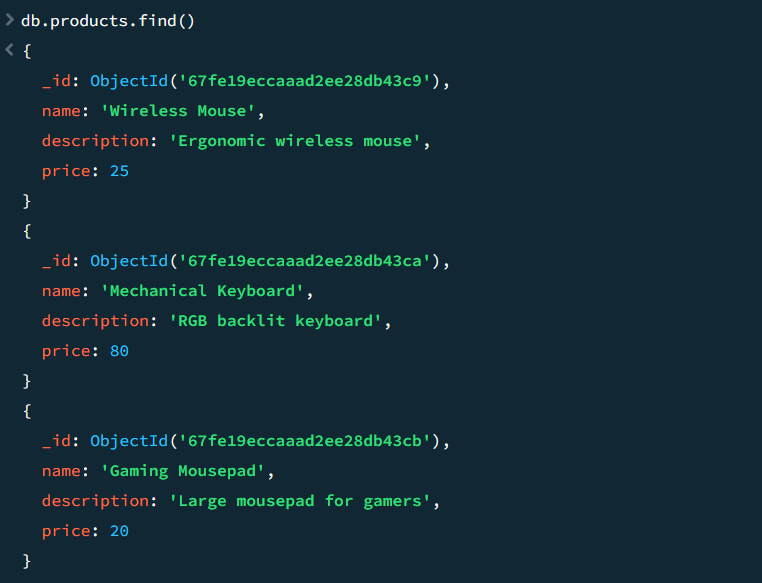 db.products.find()
{
_id: ObjectId('67fe19eccaaad2ee28db43c9'),
name: 'Wireless Mouse',
description: 'Ergonomic wireless mouse',
price: 25
}
{
_id: ObjectId('67fe19eccaaad2ee28db43ca'),
name: 'Mechanical Keyboard',
description: 'RGB backlit keyboard',
price: 80
}
{
_id: ObjectId('67fe19eccaaad2ee28db43cb'),
name: 'Gaming Mousepad',
description: 'Large mousepad for gamers',
price: 20
}